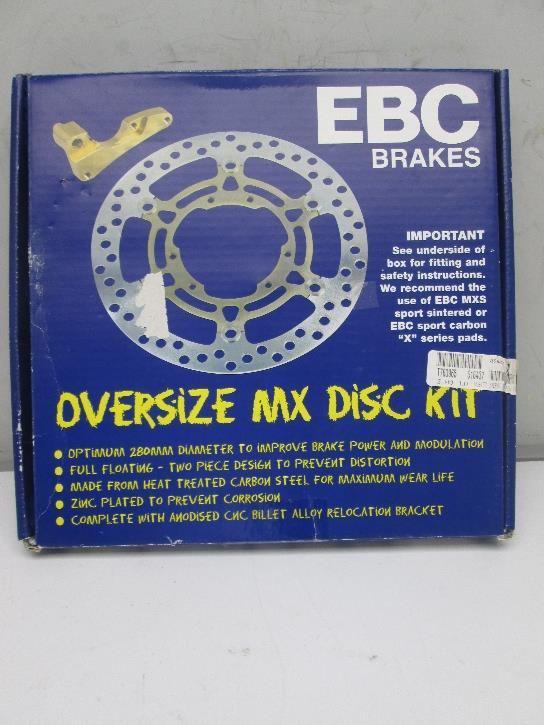 EBC
BRAKES
IMPORTANT
See underside of
box for fitting and
safety instructions.
We recommend the
use of EBC MXS
sport sintered or
EBC sport carbon
"X" series pads.
OVERSIZE MX DISC KIT
OPTIMUM 280MM DIAMETER TO IMPROVE BRAKE POWER AND MODULATION
FULL FLOATING - TWO PIECE DESIGN TO PREVENT DISTORTION
MADE FROM HEAT TREATED CARBON STEEL FOR MAXIMUM WEAR LIFE
ZINC PLATED TO PREVENT CORROSION
COMPLETE WITH ANODISED CNC BILLET ALLOY RELOCATION BRACKET